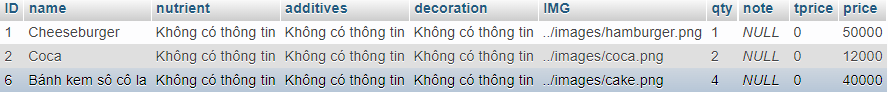 ID name nutrient additives decoration IMG qty note tprice price
1 Cheeseburger Không có thông tin Không có thông tin Không có thông tin ../images/hamburger.png 1 NULL 0 50000
2 Coca Không có thông tin Không có thông tin Không có thông tin ../images/coca.png 2 NULL 0 12000
6 Bánh kem sô cô la Không có thông tin Không có thông tin Không có thông tin ../images/cake.png 4 NULL 0 40000